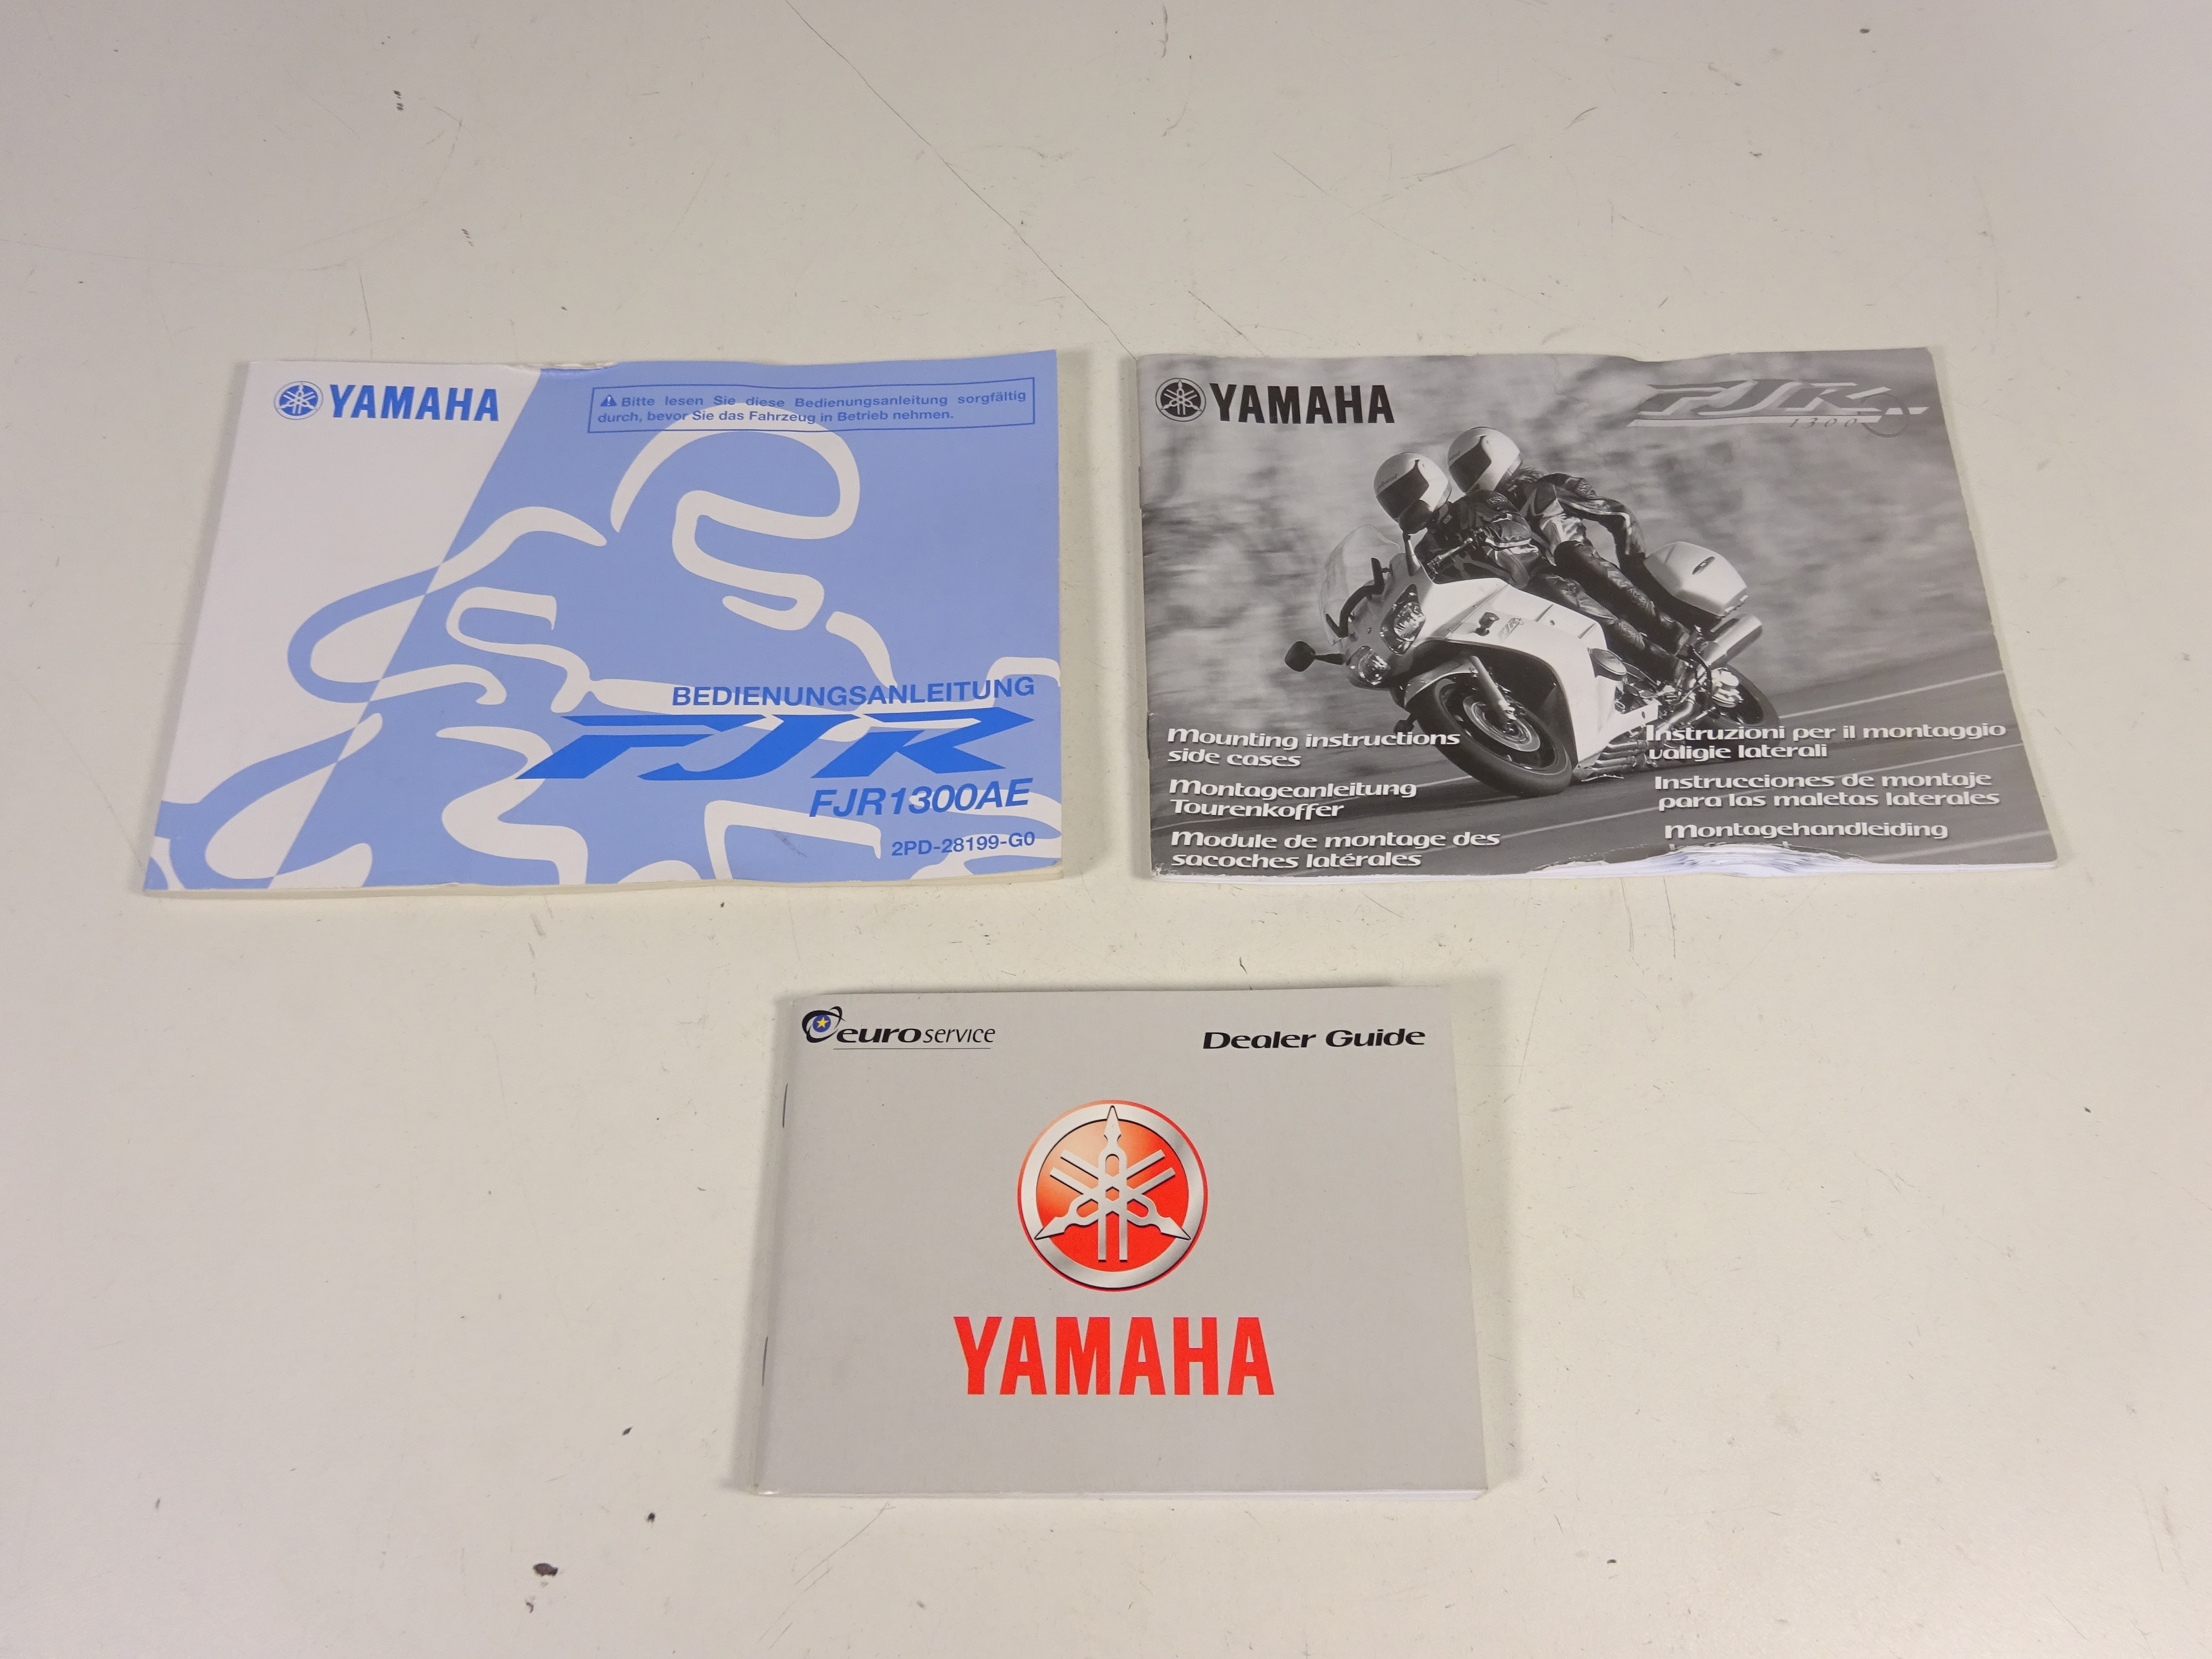 YAMAHA
Bitte lesen Sie diese Bedienungsanleitung sorgfältig
durch, bevor Sie das Fahrzeug in Betrieb nehmen.
BEDIENUNGSANLEITUNG
FJR
FJR1300AE
2PD-28199-G0
YAMAHA
FJR
1300
Mounting instructions
side cases
Montageanleitung
Tourenkoffer
Module de montage des
sacoches latérales
Instruzioni per il montaggio
valigie laterali
Instrucciones de montaje
para las maletas laterales
Montagehandleiding
euroservice
Dealer Guide
YAMAHA